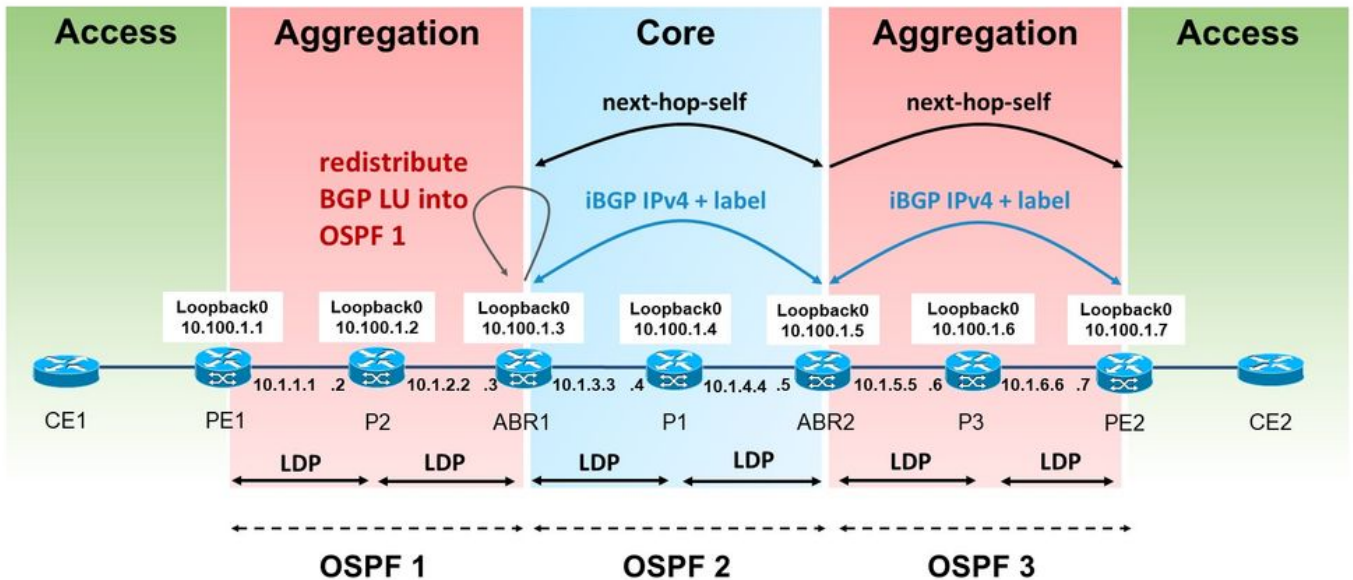 Access
Aggregation
Core
Aggregation
Access
next-hop-self
next-hop-self
redistribute
BGP LU into
OSPF 1
iBGP IPv4 + label
iBGP IPv4 + label
Loopback0
10.100.1.1
Loopback0
10.100.1.2
Loopback0
10.100.1.3
Loopback0
10.100.1.4
Loopback0
10.100.1.5
Loopback0
10.100.1.6
Loopback0
10.100.1.7
10.1.1.1 .2
10.1.2.2 .3
10.1.3.3 .4
10.1.4.4 .5
10.1.5.5 .6
10.1.6.6 .7
CE1
PE1
P2
ABR1
P1
ABR2
P3
PE2
CE2
LDP
LDP
LDP
LDP
LDP
LDP
OSPF 1
OSPF 2
OSPF 3